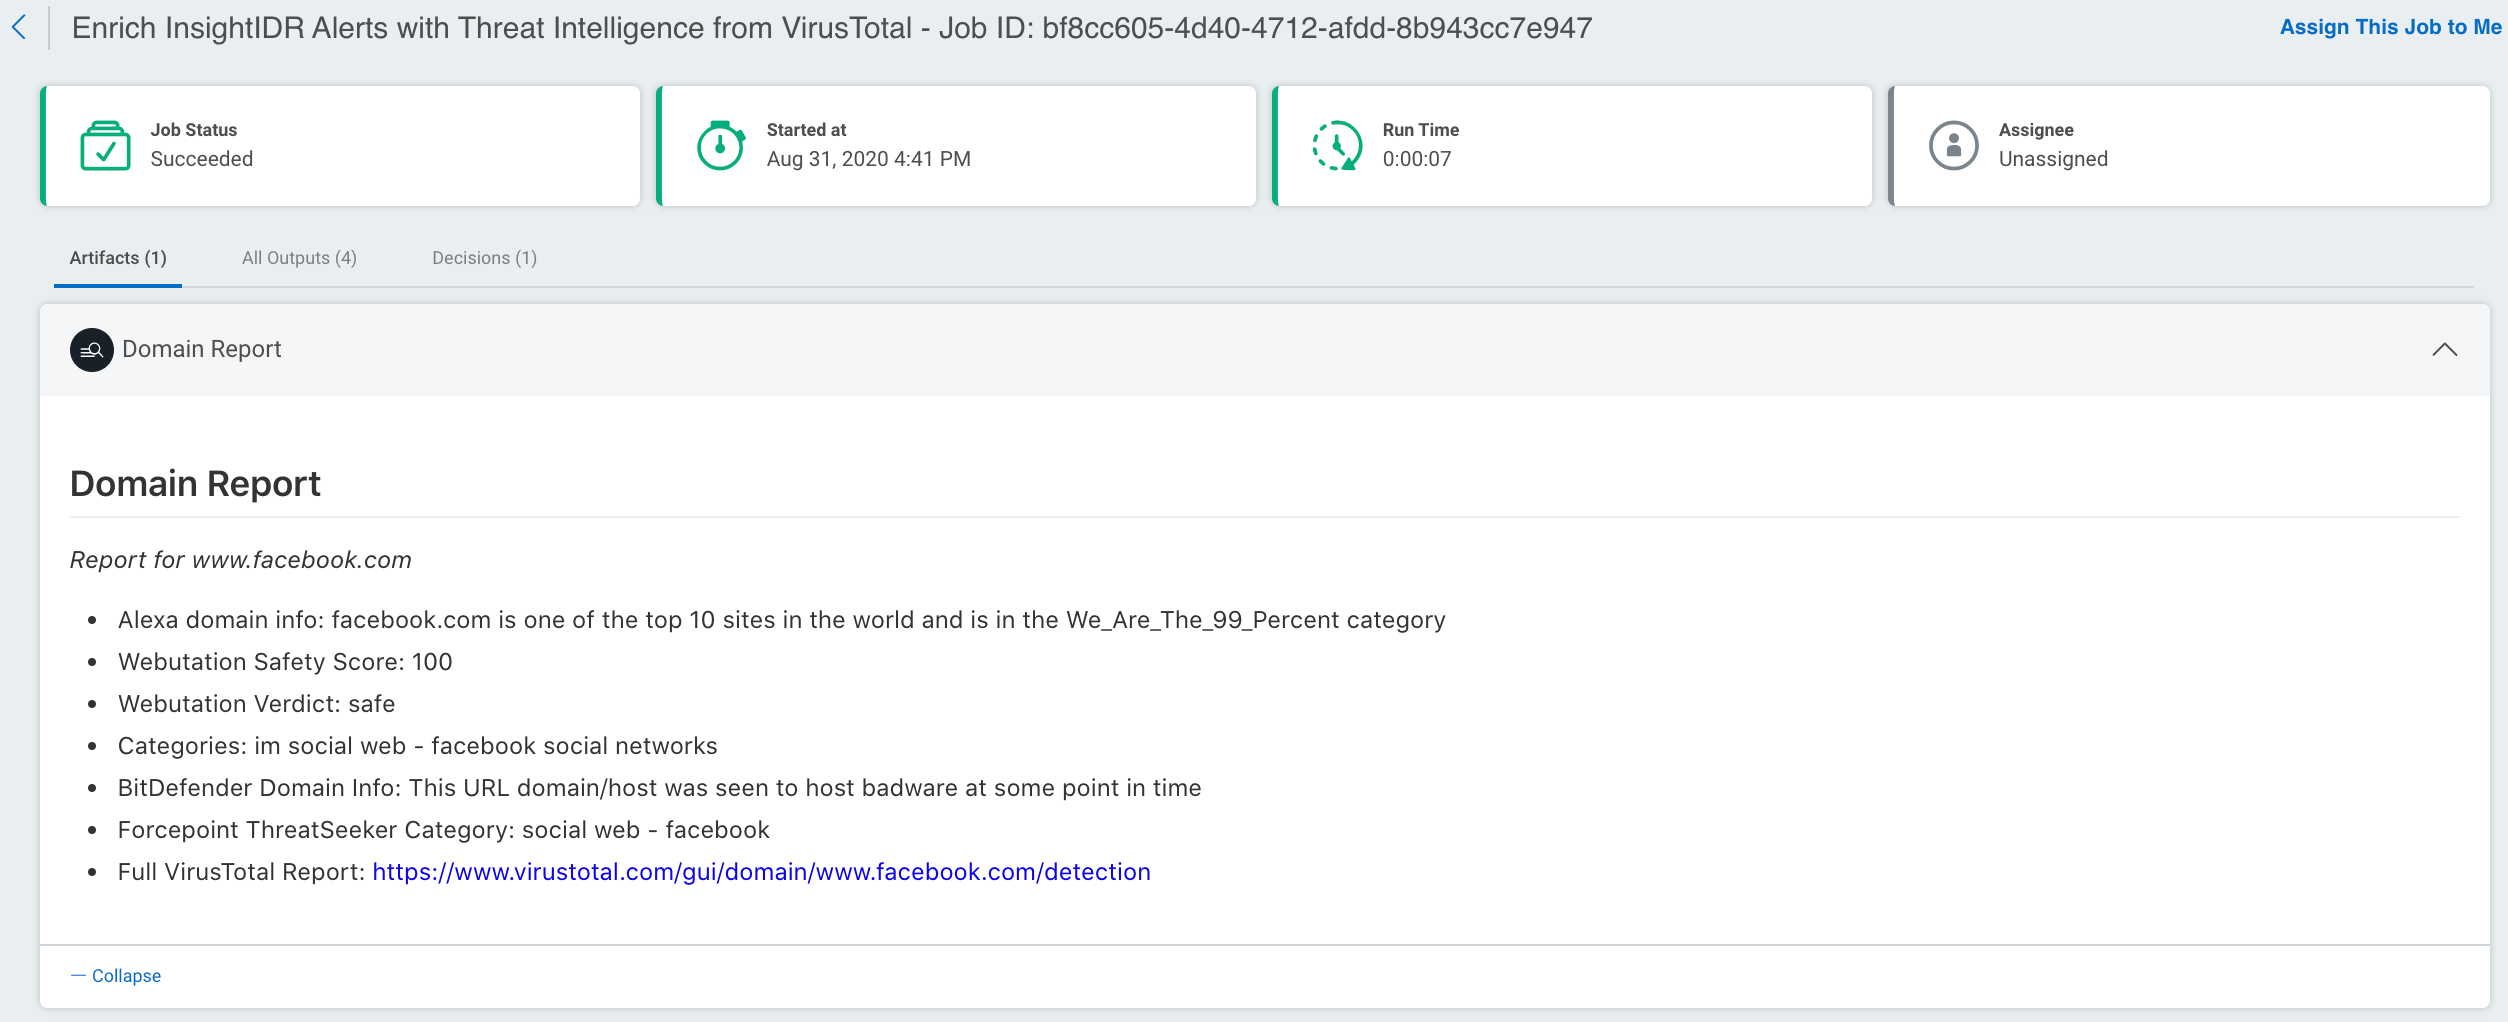 Enrich InsightIDR Alerts with Threat Intelligence from VirusTotal - Job ID: bf8cc605-4d40-4712-afdd-8b943cc7e947
Assign This Job to Me
Job Status
Succeeded
Started at
Aug 31, 2020 4:41 PM
Run Time
0:00:07
Assignee
Unassigned
Artifacts (1)
All Outputs (4)
Decisions (1)
Domain Report
Domain Report
Report for www.facebook.com
• Alexa domain info: facebook.com is one of the top 10 sites in the world and is in the We_Are_The_99_Percent category
• Webutation Safety Score: 100
• Webutation Verdict: safe
• Categories: im social web - facebook social networks
• BitDefender Domain Info: This URL domain/host was seen to host badware at some point in time
• Forcepoint ThreatSeeker Category: social web - facebook
• Full VirusTotal Report: https://www.virustotal.com/gui/domain/www.facebook.com/detection
— Collapse